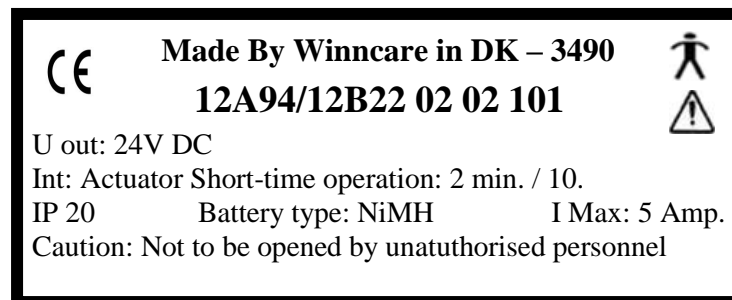 CE
Made By Winncare in DK – 3490
12A94/12B22 02 02 101
U out: 24V DC
Int: Actuator Short-time operation: 2 min. / 10.
IP 20 Battery type: NiMH I Max: 5 Amp.
Caution: Not to be opened by unatuthorised personnel